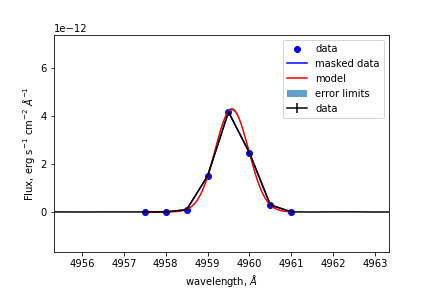 1e−12
data
masked data
model
error limits
data
6
4
2
0
Flux, erg s⁻¹ cm⁻² Å⁻¹
4956 4957 4958 4959 4960 4961 4962 4963
wavelength, Å